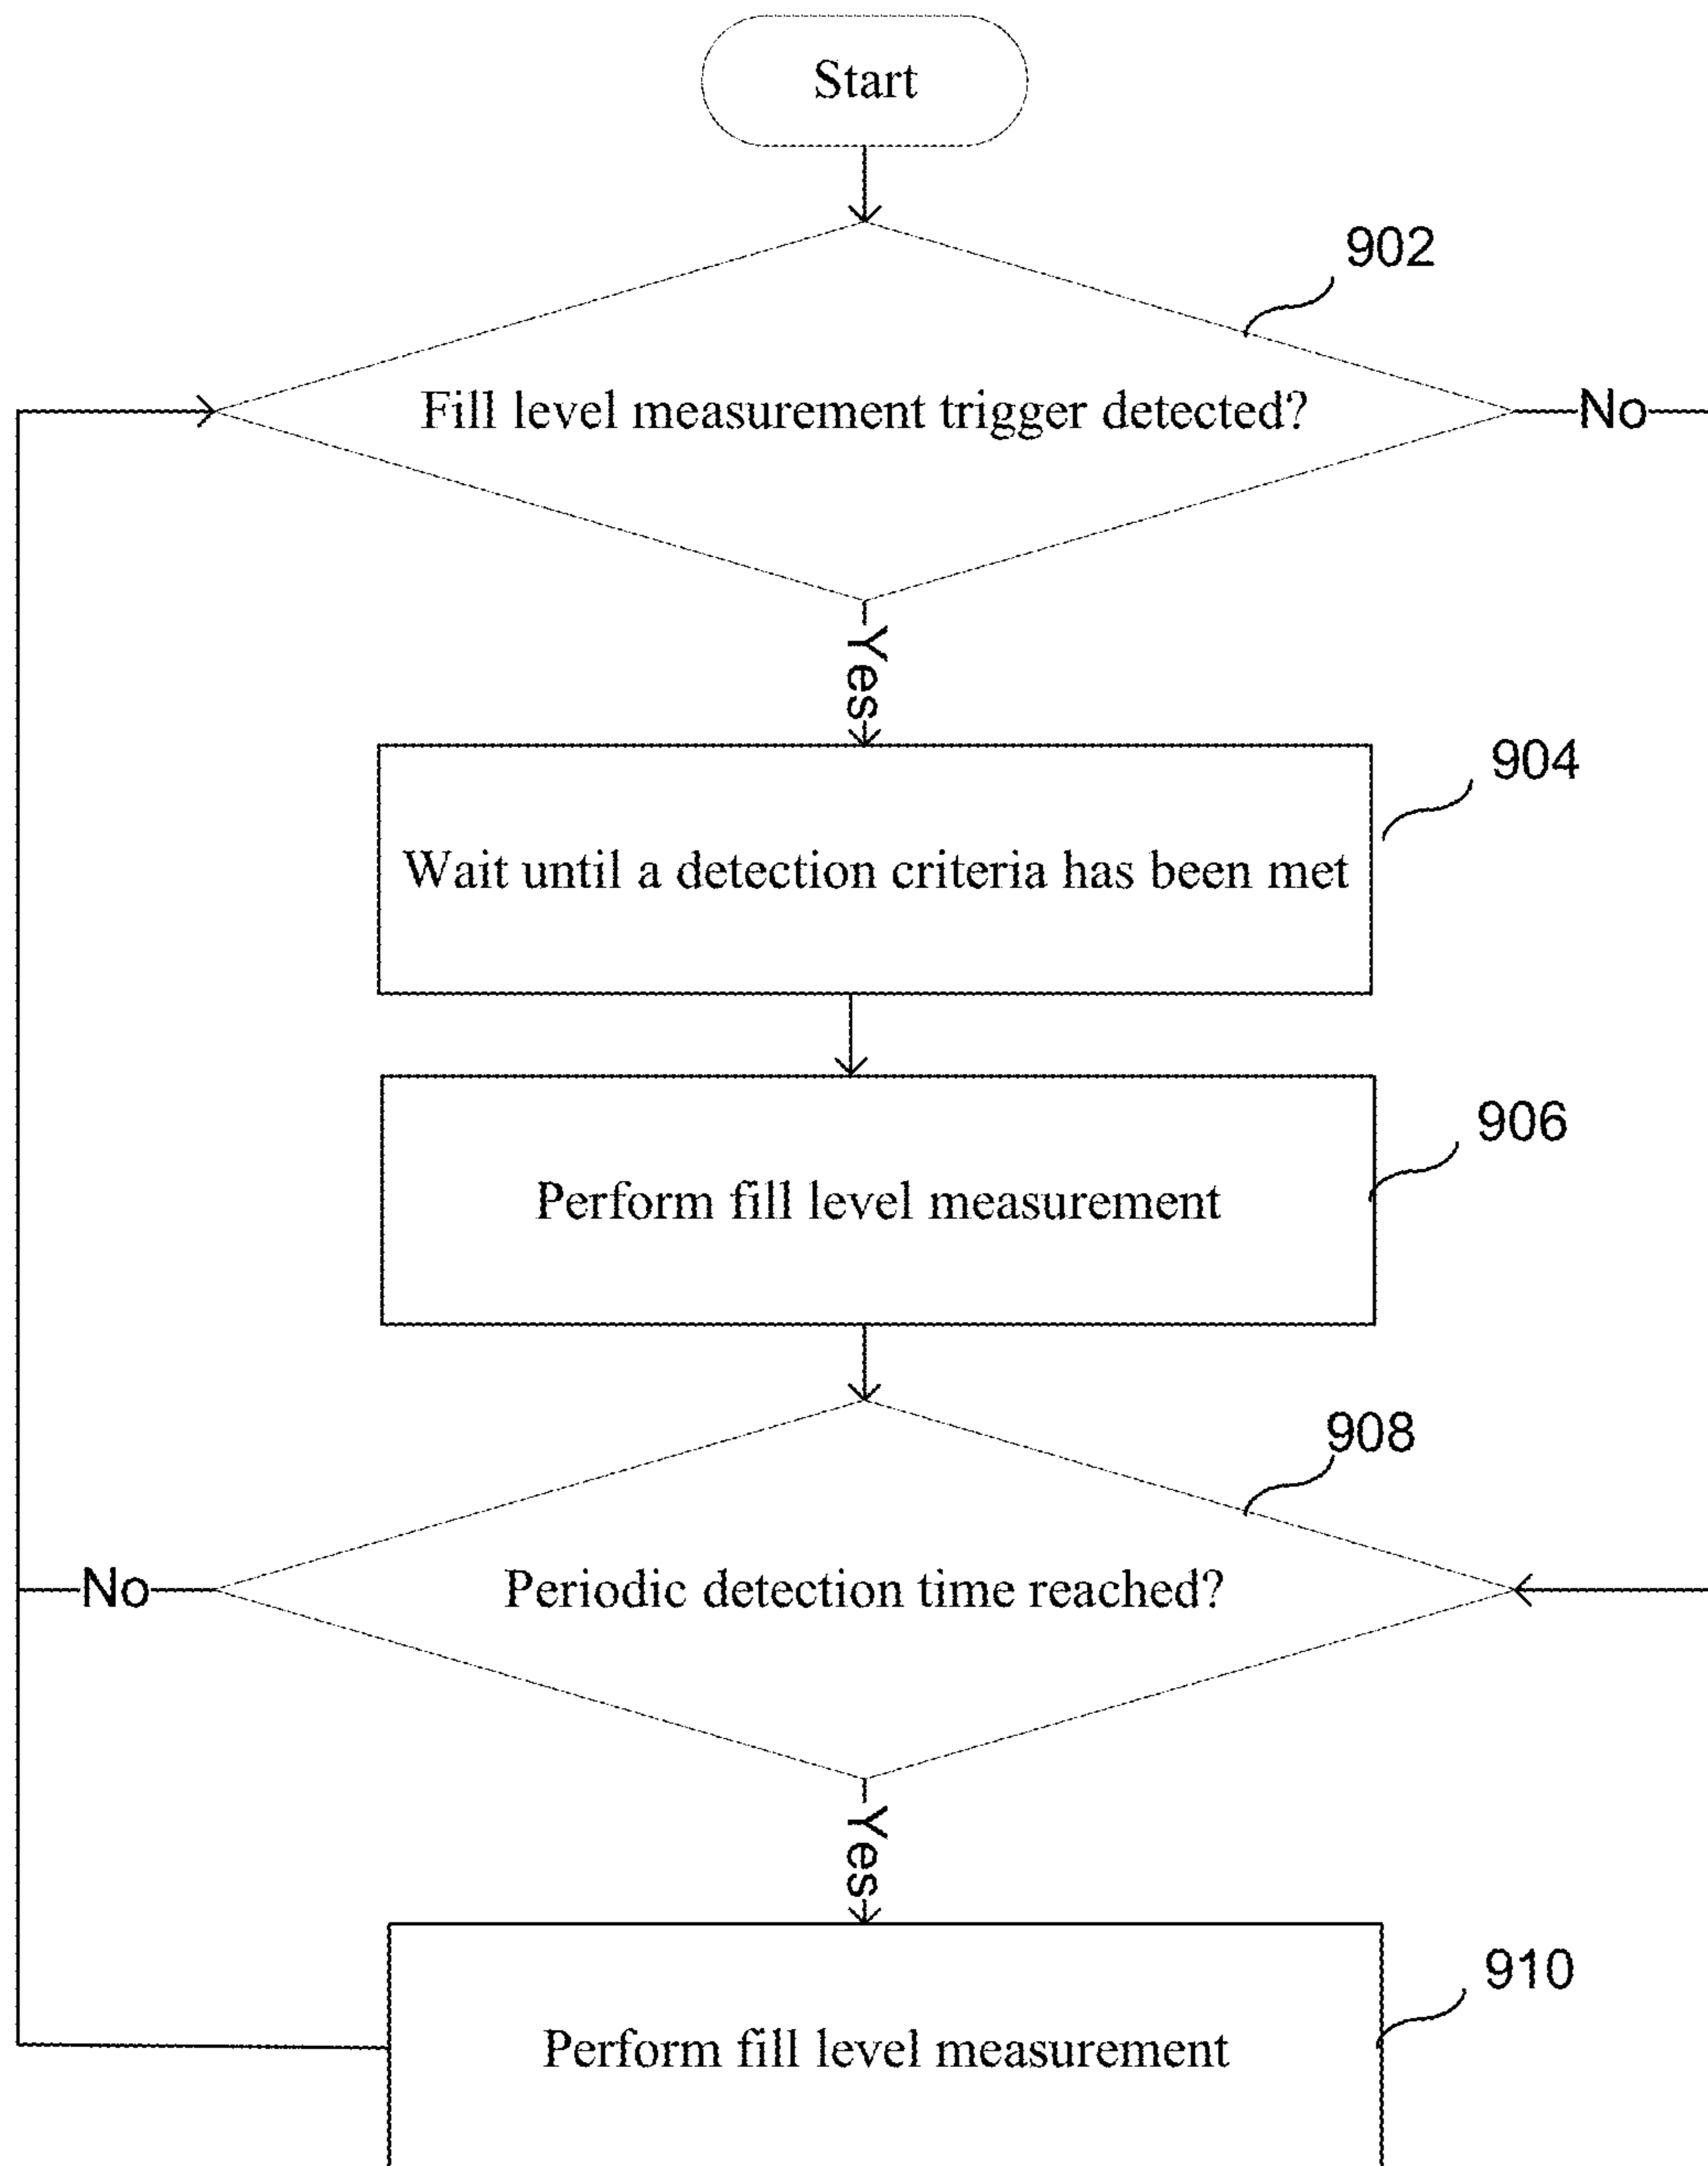 Start
902
Fill level measurement trigger detected?
No
Yes
904
Wait until a detection criteria has been met
906
Perform fill level measurement
908
Periodic detection time reached?
No
Yes
910
Perform fill level measurement